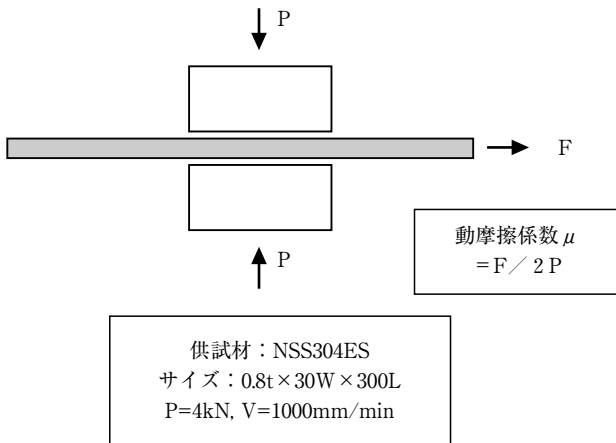 P
F
P
動摩擦係数 μ
=F／2P
供試材：NSS304ES
サイズ：0.8t×30W×300L
P=4kN, V=1000mm/min